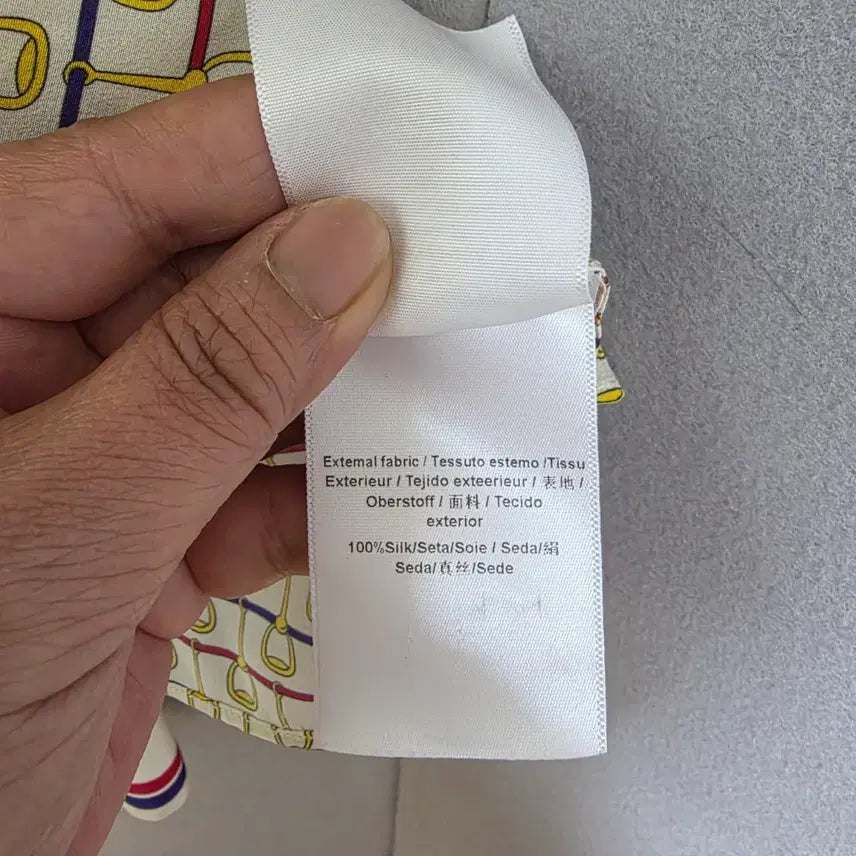 Extemal fabric / Tessuto estemo /Tissu
Exterieur / Tejido exteerieur / 表地 /
Oberstoff / 面料 / Tecido
exterior
100%Silk/Seta/Soie / Seda/絹
Seda/真丝/Sede